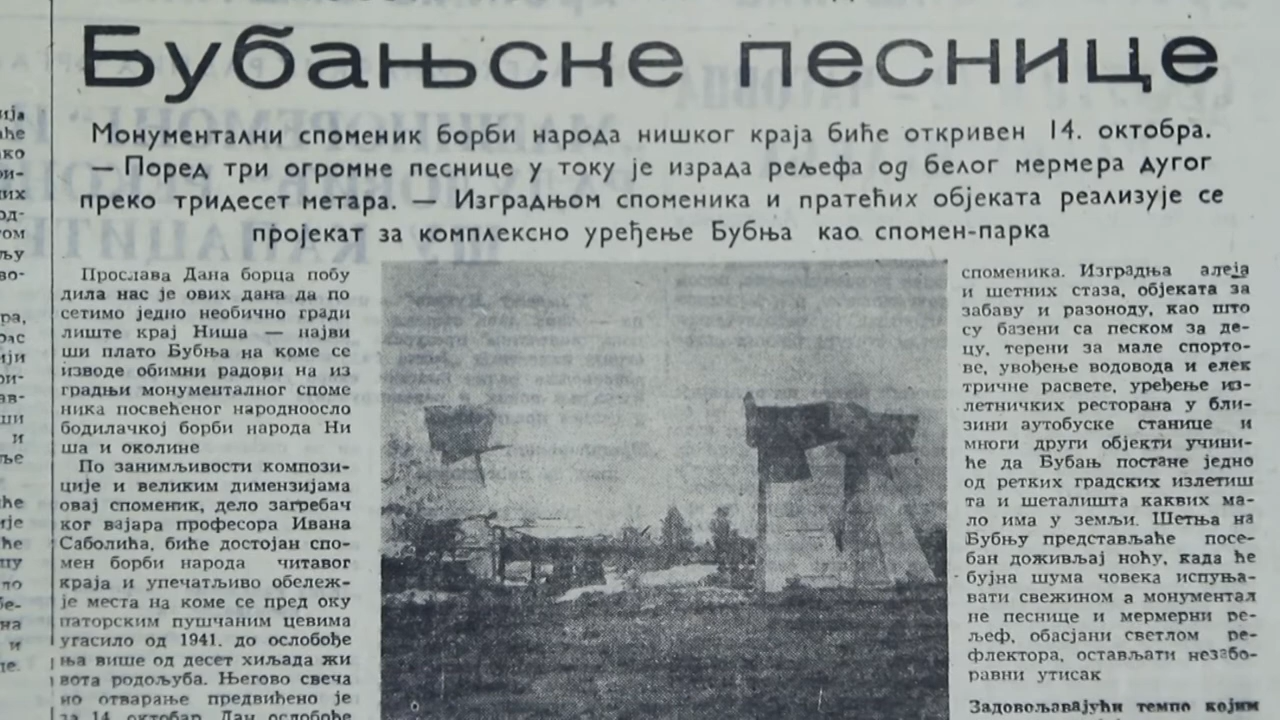 Бубањске песнице
Монументални споменик борби народа нишког краја биће откривен 14. октобра.
— Поред три огромне песнице у току је израда рељефа од белог мермера дугог
преко тридесет метара. — Изградњом споменика и пратећих објеката реализује се
пројекат за комплексно уређење Бубња као спомен-парка
Прослава Дана борца побу
дила нас је ових дана да по
сетимо једно необично гради
лиште крај Ниша — најви
ши плато Бубња на коме се
изводе обимни радови на из
градњи монументалног споме
ника посвећеног народноосло
бодилачкој борби народа Ни
ша и околине
По занимљивости компози-
ције и великим димензијама
овај споменик, дело загребач
ког вајара професора Ивана
Саболића, биће достојан спо-
мен борби народа читавог
краја и упечатљиво обележ-
је места на коме се пред оку
паторским пушчаним цевима
угасило од 1941. до ослобође
ња више од десет хиљада жи
вота родољуба. Његово свеча
но отварање предвиђено је
за 14. октобар, Дан ослобође
споменика. Изградња алеја
и шетних стаза, објеката за
забаву и разоноду, као што
су базени са песком за де-
цу, терени за мале спорто-
ве, увођење водовода и елек
тричне расвете, уређење из-
летничких ресторана у бли-
зини аутобуске станице и
многи други објекти учини-
ће да Бубањ постане једно
од ретких градских излетиш
та и шеталишта каквих ма-
ло има у земљи. Шетња на
Бубњу представљаће посе-
бан доживљај ноћу, када ће
бујна шума човека испуња-
вати свежином а монументал
не песнице и мермерни ре-
љеф, обасјани светлом ре-
флектора, остављати незабо-
равни утисак
Задовољавајући темпо којим